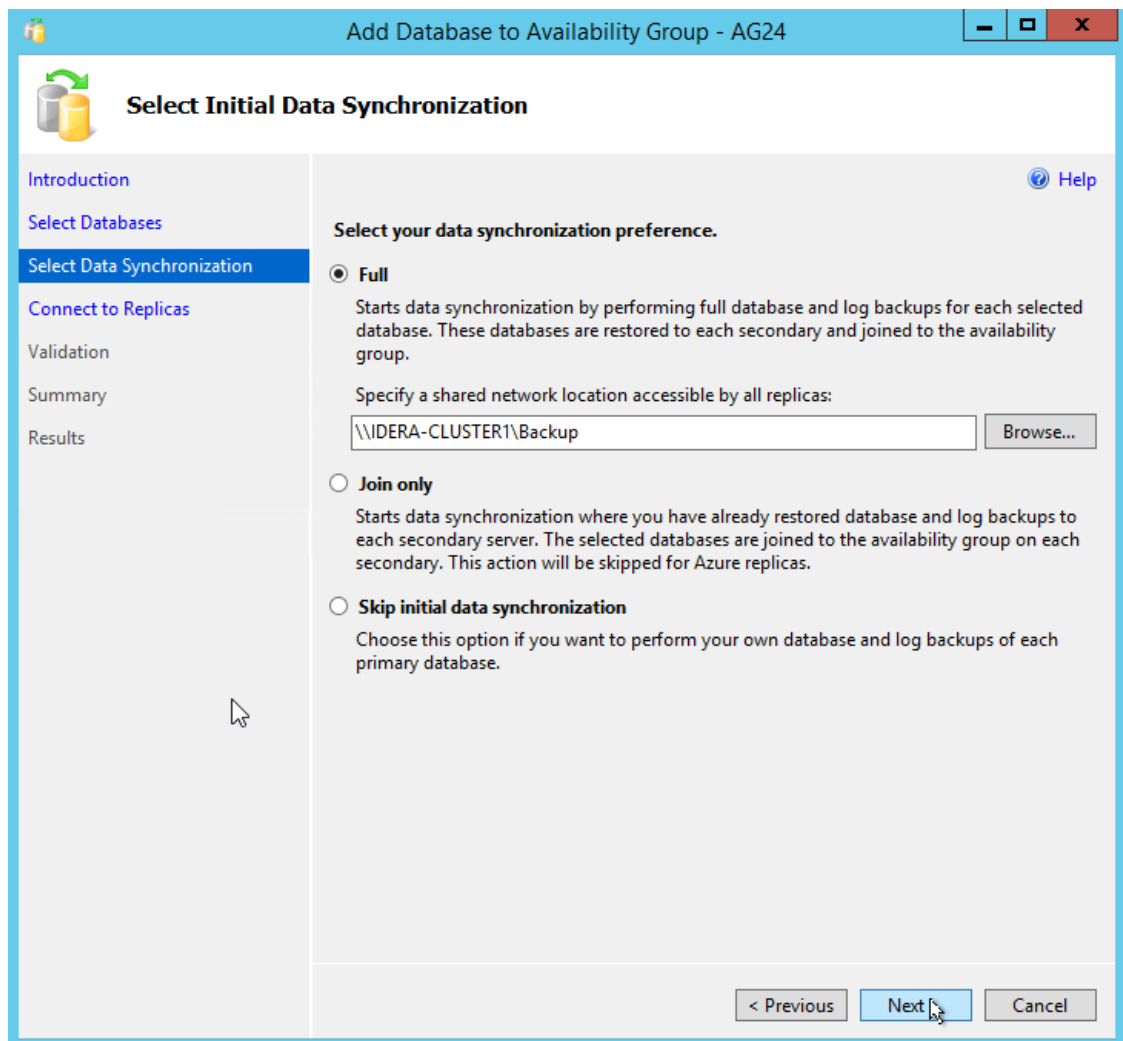 Add Database to Availability Group - AG24
Select Initial Data Synchronization
Introduction
Select Databases
Select Data Synchronization
Connect to Replicas
Validation
Summary
Results
Help
Select your data synchronization preference.
Full
Starts data synchronization by performing full database and log backups for each selected
database. These databases are restored to each secondary and joined to the availability
group.
Specify a shared network location accessible by all replicas:
\\IDERA-CLUSTER1\Backup
Browse...
Join only
Starts data synchronization where you have already restored database and log backups to
each secondary server. The selected databases are joined to the availability group on each
secondary. This action will be skipped for Azure replicas.
Skip initial data synchronization
Choose this option if you want to perform your own database and log backups of each
primary database.
< Previous
Next
Cancel